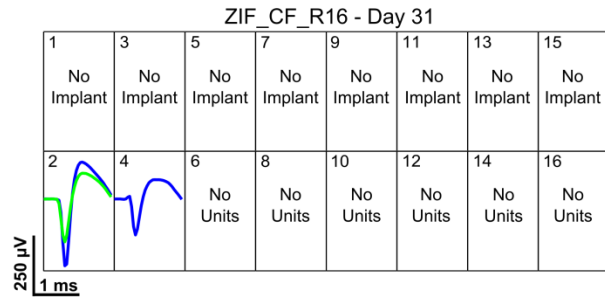 ZIF_CF_R16 - Day 31
1 3 5 7 9 11 13 15
No No No No No No No No
Implant Implant Implant Implant Implant Implant Implant Implant
2 4 6 8 10 12 14 16
No No No No No No
Units Units Units Units Units Units
250 µV
1 ms